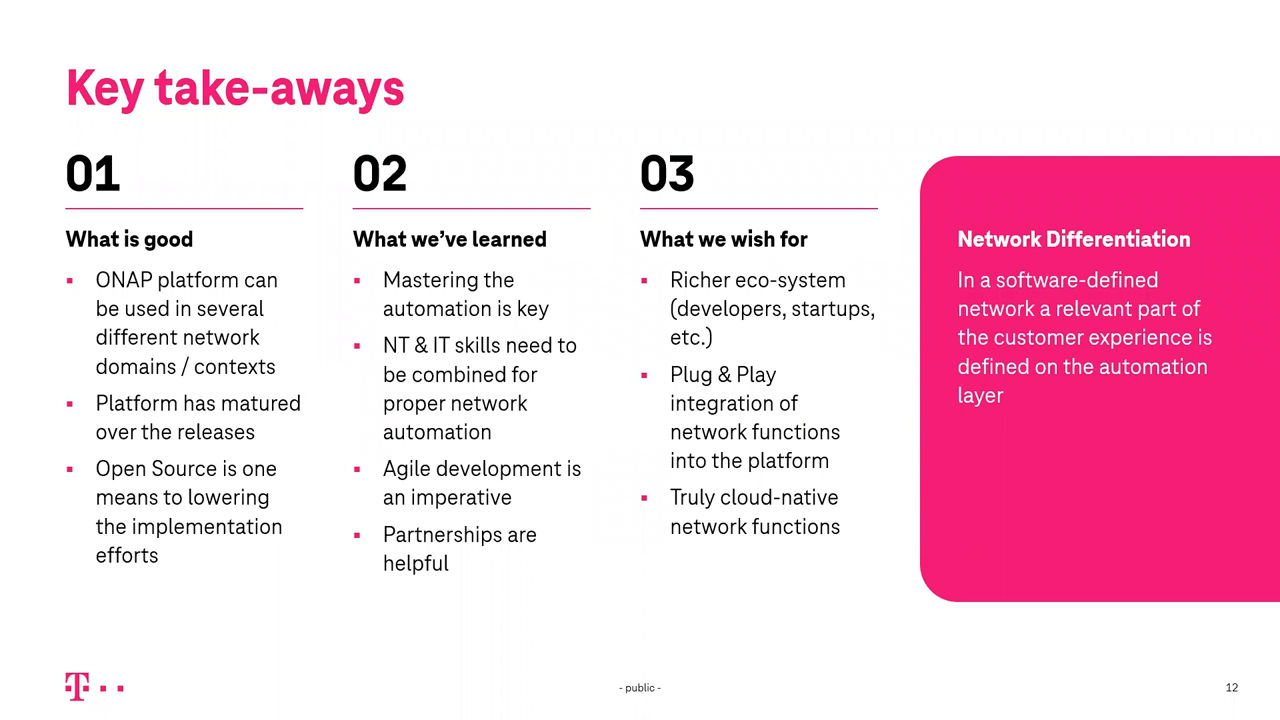 Key take-aways
01
What is good
▪ ONAP platform can
be used in several
different network
domains / contexts
▪ Platform has matured
over the releases
▪ Open Source is one
means to lowering
the implementation
efforts
02
What we've learned
▪ Mastering the
automation is key
▪ NT & IT skills need to
be combined for
proper network
automation
▪ Agile development is
an imperative
▪ Partnerships are
helpful
03
What we wish for
▪ Richer eco-system
(developers, startups,
etc.)
▪ Plug & Play
integration of
network functions
into the platform
▪ Truly cloud-native
network functions
Network Differentiation
In a software-defined
network a relevant part of
the customer experience is
defined on the automation
layer
T
- public -
12